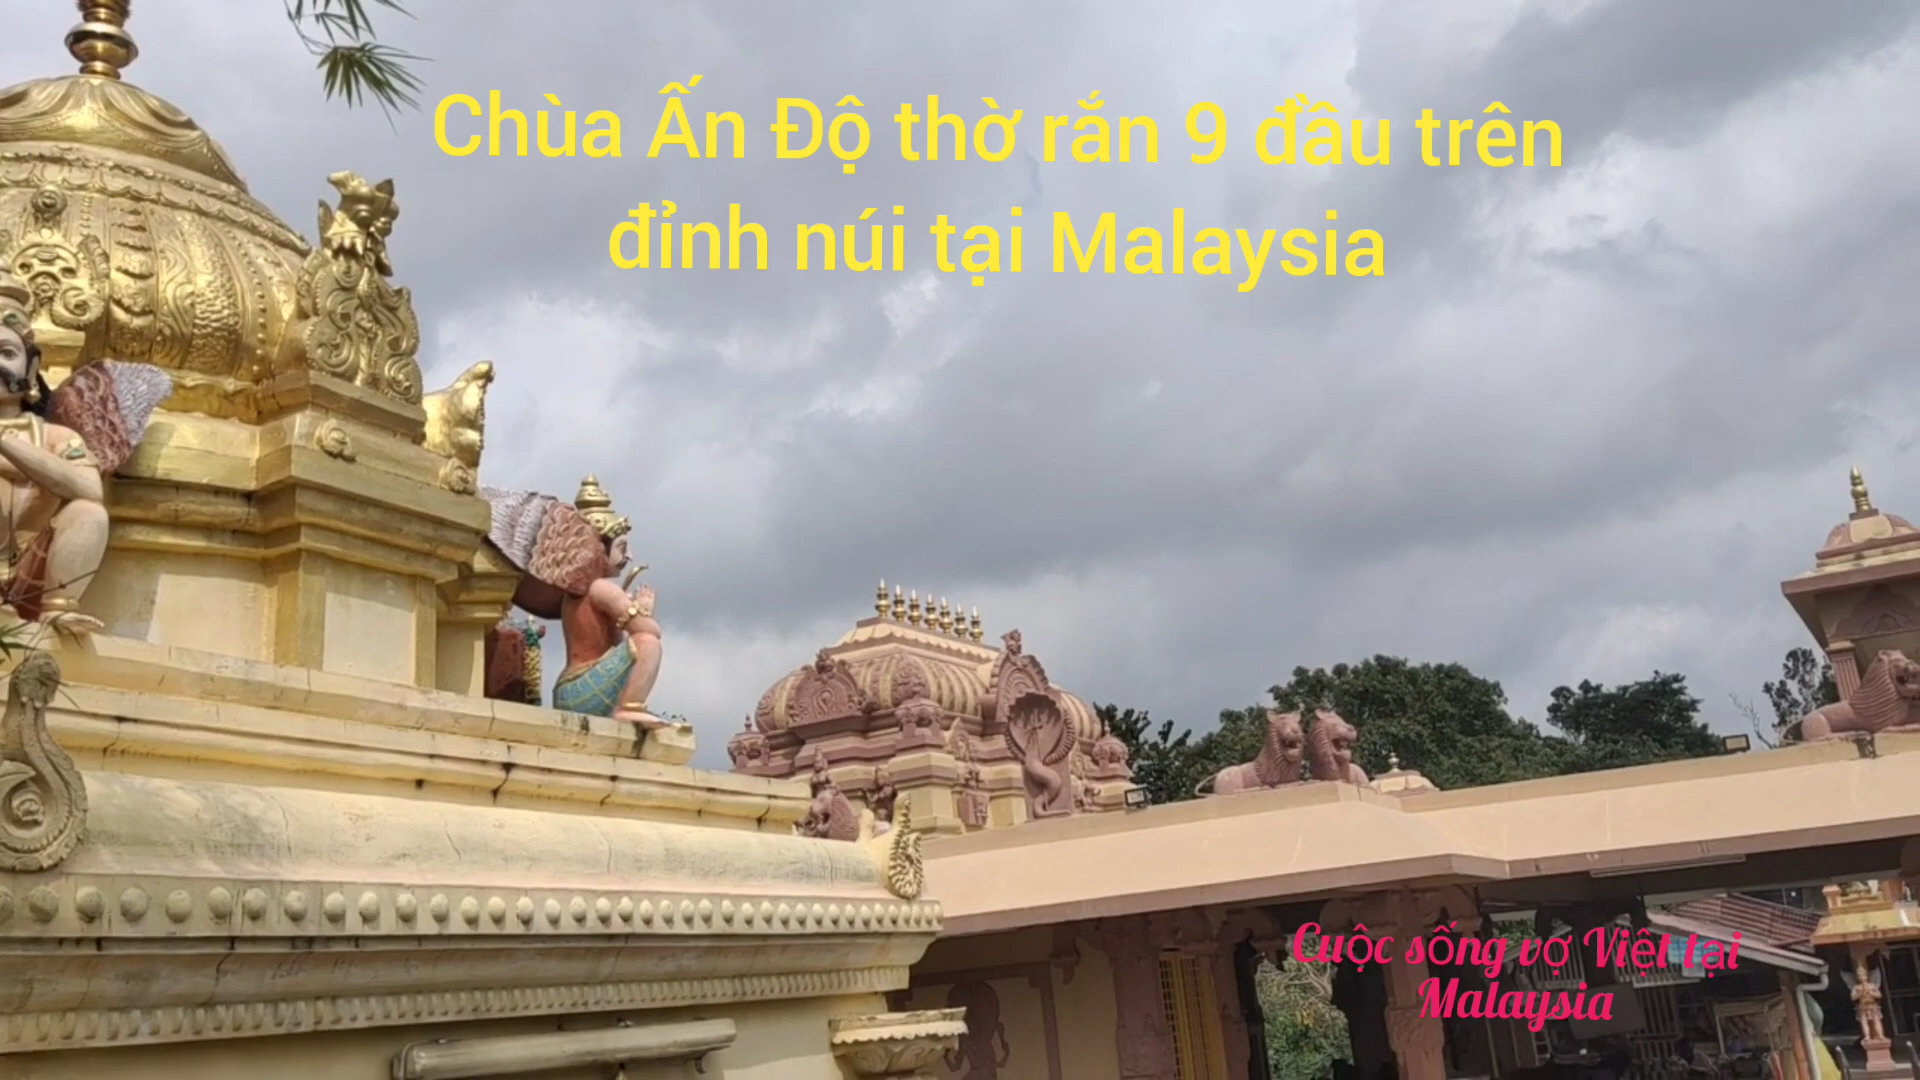 Chùa Ấn Độ thờ rắn 9 đầu trên
đỉnh núi tại Malaysia
Cuộc sống vợ Việt tại
Malaysia